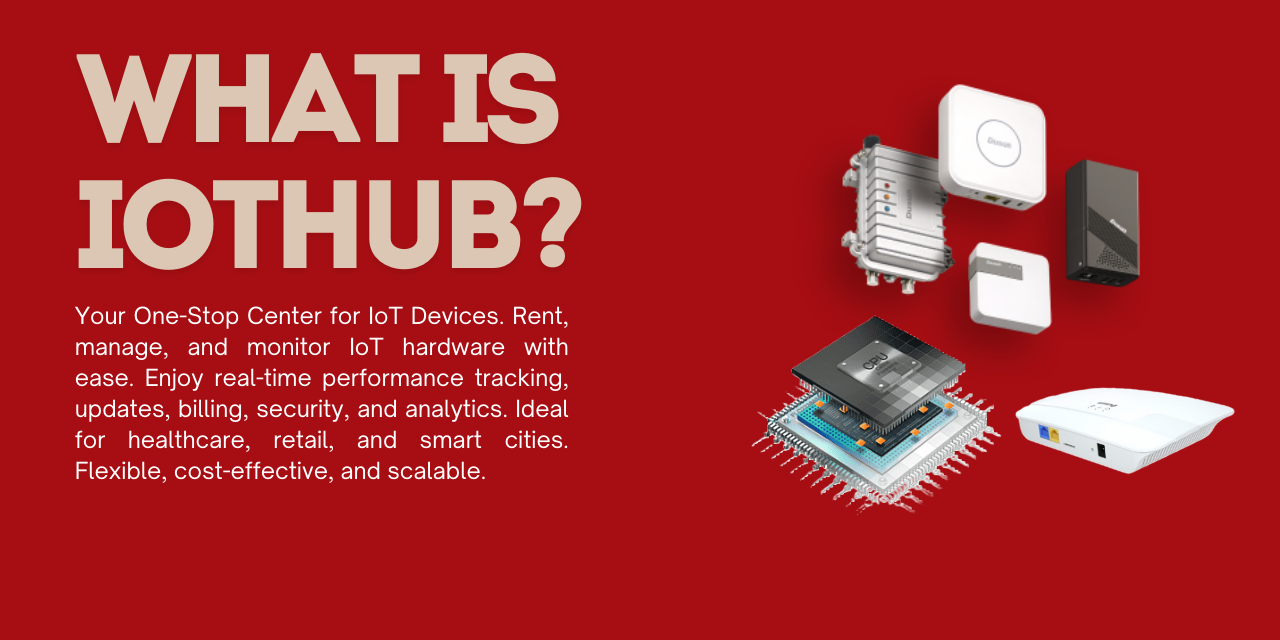 WHAT IS
IOTHUB?
Your One-Stop Center for IoT Devices. Rent,
manage, and monitor IoT hardware with
ease. Enjoy real-time performance tracking,
updates, billing, security, and analytics. Ideal
for healthcare, retail, and smart cities.
Flexible, cost-effective, and scalable.
Dusun
CPU